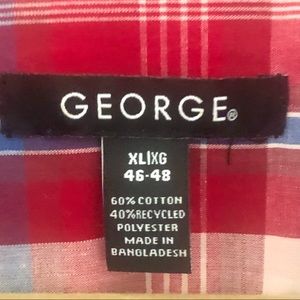 GEORGE®
XL|XG
46-48
60% COTTON
40% RECYCLED
POLYESTER
MADE IN
BANGLADESH